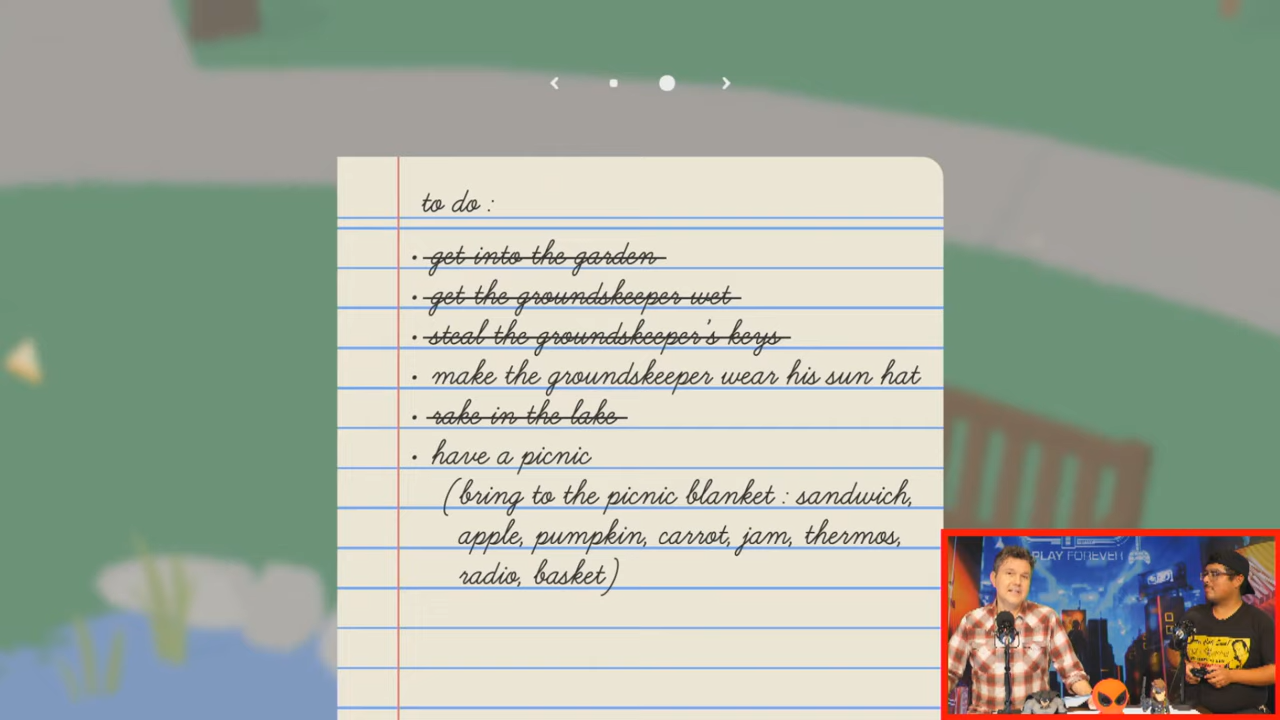 to do :
• get into the garden
• get the groundskeeper wet
• steal the groundskeeper's keys
• make the groundskeeper wear his sun hat
• rake in the lake
• have a picnic
(bring to the picnic blanket : sandwich,
apple, pumpkin, carrot, jam, thermos,
radio, basket)
PLAY FOREVER